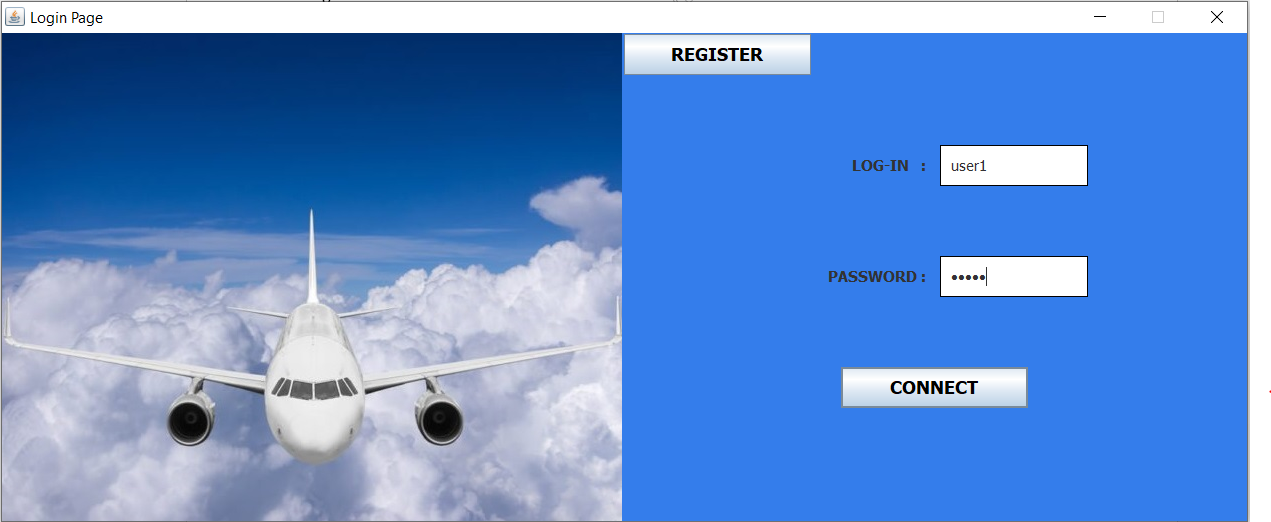 Login Page
REGISTER
LOG-IN :
user1
PASSWORD :
•••••
CONNECT